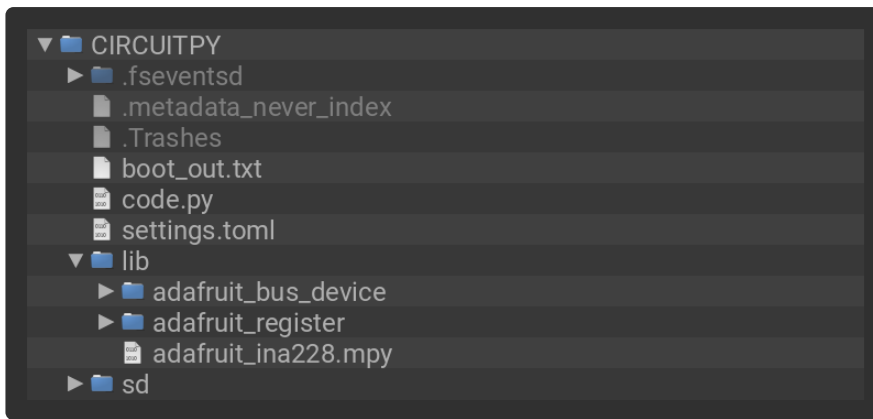 CIRCUITPY
.fseventsd
.metadata_never_index
.Trashes
boot_out.txt
code.py
settings.toml
lib
adafruit_bus_device
adafruit_register
adafruit_ina228.mpy
sd